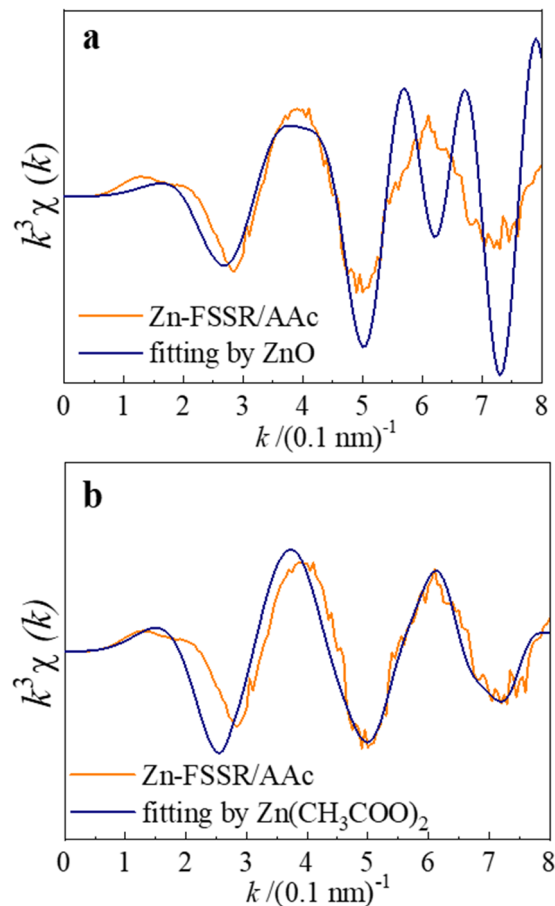 a
k³χ (k)
Zn-FSSR/AAc
fitting by ZnO
0 1 2 3 4 5 6 7 8
k /(0.1 nm)⁻¹
b
k³χ (k)
Zn-FSSR/AAc
fitting by Zn(CH₃COO)₂
0 1 2 3 4 5 6 7 8
k /(0.1 nm)⁻¹